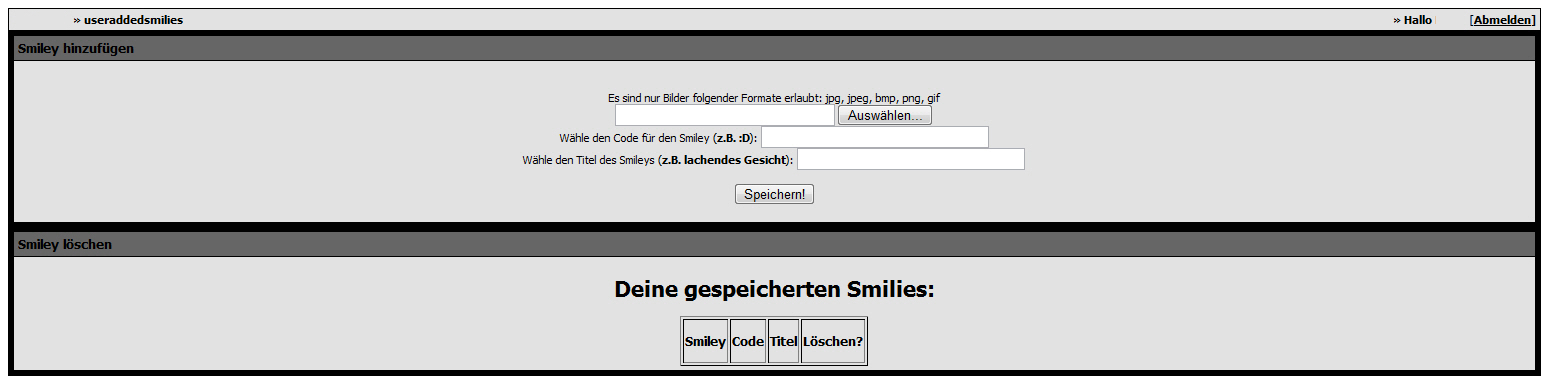 » useraddedsmilies » Hallo [Abmelden]
Smiley hinzufügen
Es sind nur Bilder folgender Formate erlaubt: jpg, jpeg, bmp, png, gif
Auswählen...
Wähle den Code für den Smiley (z.B. :D):
Wähle den Titel des Smileys (z.B. lachendes Gesicht):
Speichern!
Smiley löschen
Deine gespeicherten Smilies:
Smiley Code Titel Löschen?